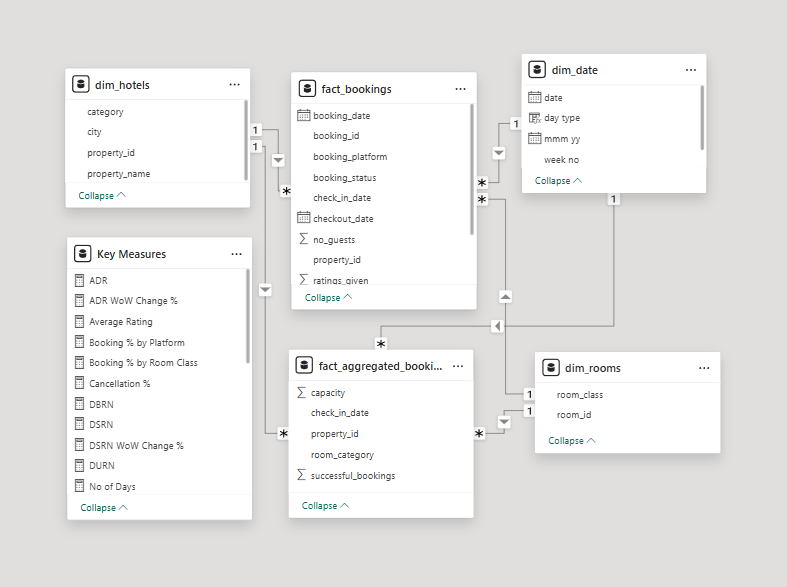 dim_hotels
category
city
property_id
property_name
Collapse
Key Measures
ADR
ADR WoW Change %
Average Rating
Booking % by Platform
Booking % by Room Class
Cancellation %
DBRN
DSRN
DSRN WoW Change %
DURN
No of Days
Collapse
fact_bookings
booking_date
booking_id
booking_platform
booking_status
check_in_date
checkout_date
no_guests
property_id
ratings_given
Collapse
fact_aggregated_booki...
capacity
check_in_date
property_id
room_category
successful_bookings
Collapse
dim_date
date
day type
mmm yy
week no
Collapse
dim_rooms
room_class
room_id
Collapse
1
1
*
*
1
*
*
1
*
1
1
*